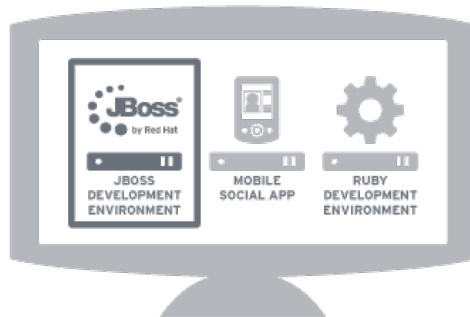 JBoss®
by Red Hat
JBOSS
DEVELOPMENT
ENVIRONMENT
MOBILE
SOCIAL APP
RUBY
DEVELOPMENT
ENVIRONMENT